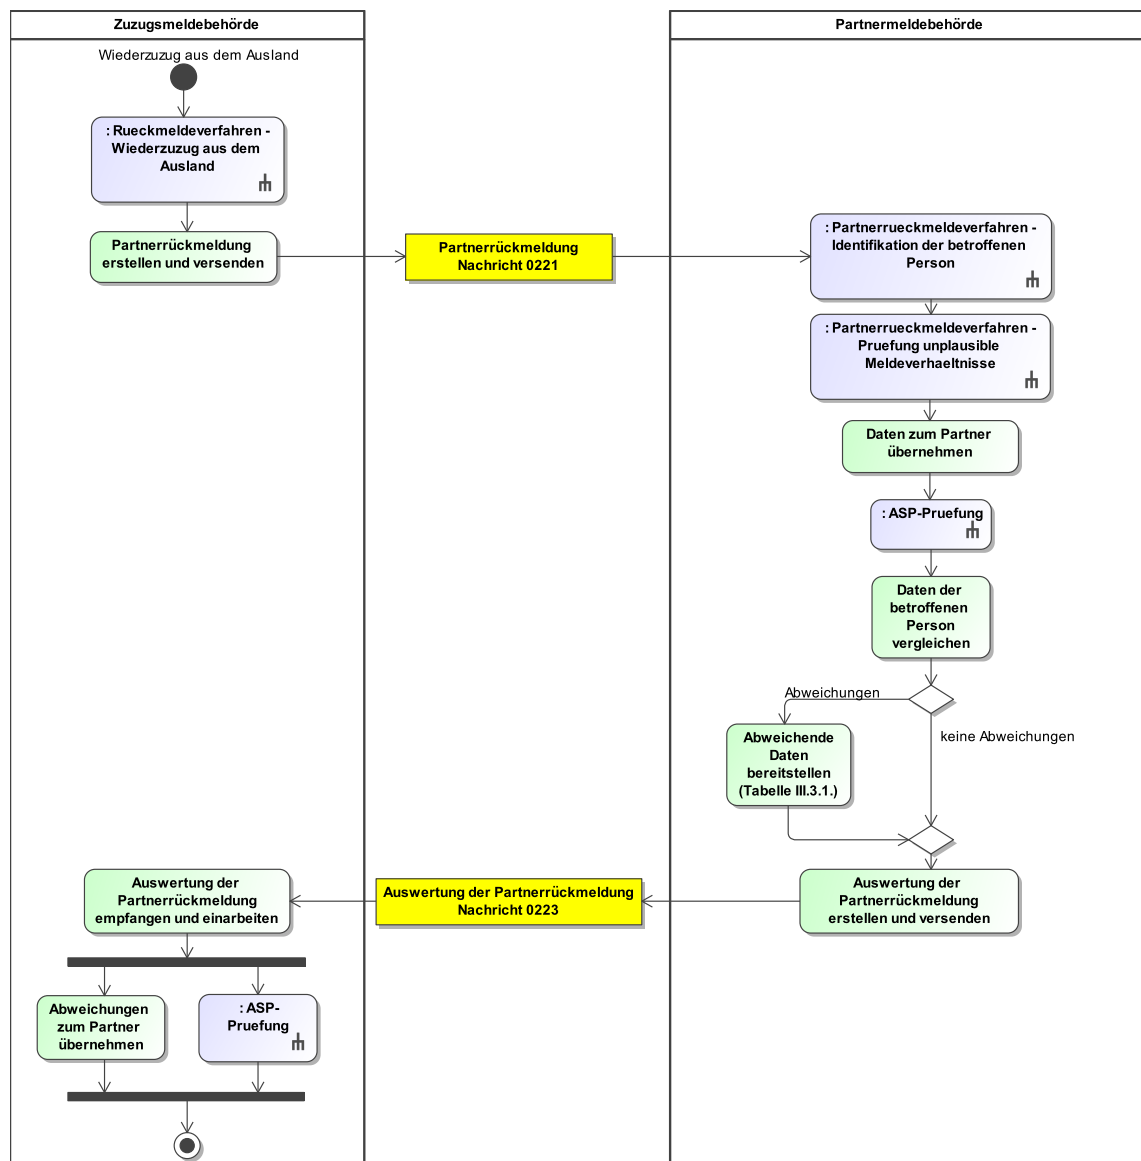 Zuzugsmeldebehörde
Partnermeldebehörde
Wiederzuzug aus dem Ausland
: Rueckmeldeverfahren -
Wiederzuzug aus dem
Ausland
Partnerrückmeldung
erstellen und versenden
Partnerrückmeldung
Nachricht 0221
: Partnerrueckmeldeverfahren -
Identifikation der betroffenen
Person
: Partnerrueckmeldeverfahren -
Pruefung unplausible
Meldeverhaeltnisse
Daten zum Partner
übernehmen
: ASP-Pruefung
Daten der
betroffenen
Person
vergleichen
Abweichungen
keine Abweichungen
Abweichende
Daten
bereitstellen
(Tabelle III.3.1.)
Auswertung der
Partnerrückmeldung
erstellen und versenden
Auswertung der Partnerrückmeldung
Nachricht 0223
Auswertung der
Partnerrückmeldung
empfangen und einarbeiten
Abweichungen
zum Partner
übernehmen
: ASP-
Pruefung